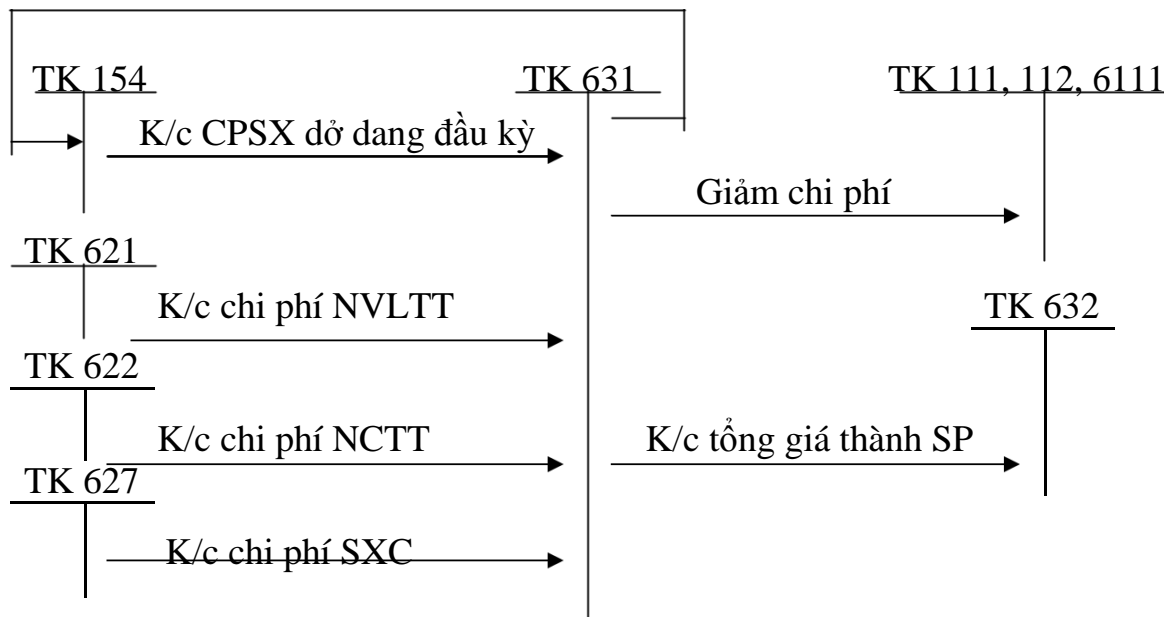 TK 154
TK 631
TK 111, 112, 6111
K/c CPSX dở dang đầu kỳ
Giảm chi phí
TK 621
K/c chi phí NVLTT
TK 632
TK 622
K/c chi phí NCTT
K/c tổng giá thành SP
TK 627
K/c chi phí SXC